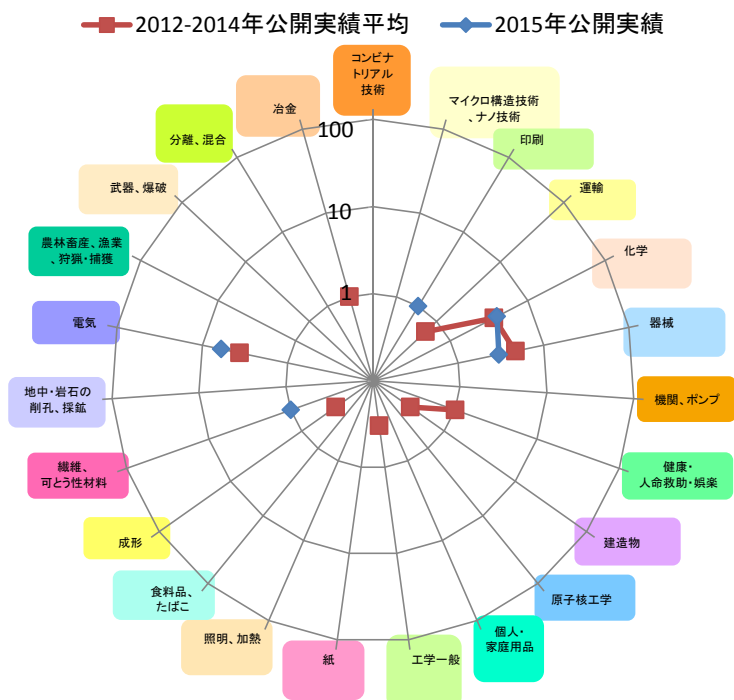 2012-2014年公開実績平均
2015年公開実績
コンビナ
トリアル
技術
マイクロ構造技術
、ナノ技術
印刷
運輸
化学
器械
機関、ポンプ
健康・
人命救助・娯楽
建造物
原子核工学
個人・
家庭用品
工学一般
紙
照明、加熱
食料品、
たばこ
成形
繊維、
可とう性材料
地中・岩石の
削孔、採鉱
電気
農林畜産、漁業
、狩猟・捕獲
武器、爆破
分離、混合
冶金
100
10
1